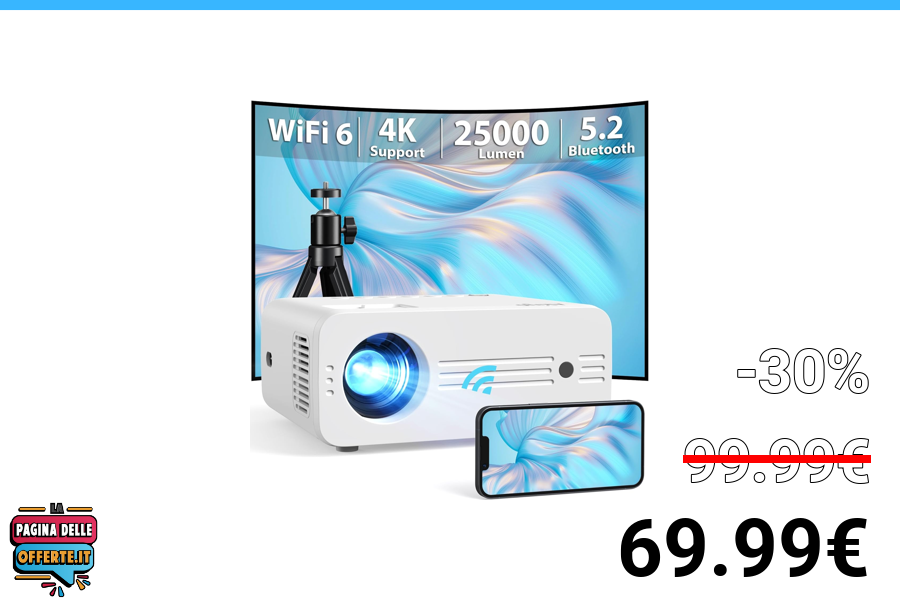 WiFi 6
4K
Support
25000
Lumen
5.2
Bluetooth
-30%
99.99€
69.99€
LA
PAGINA DELLE
OFFERTE.IT